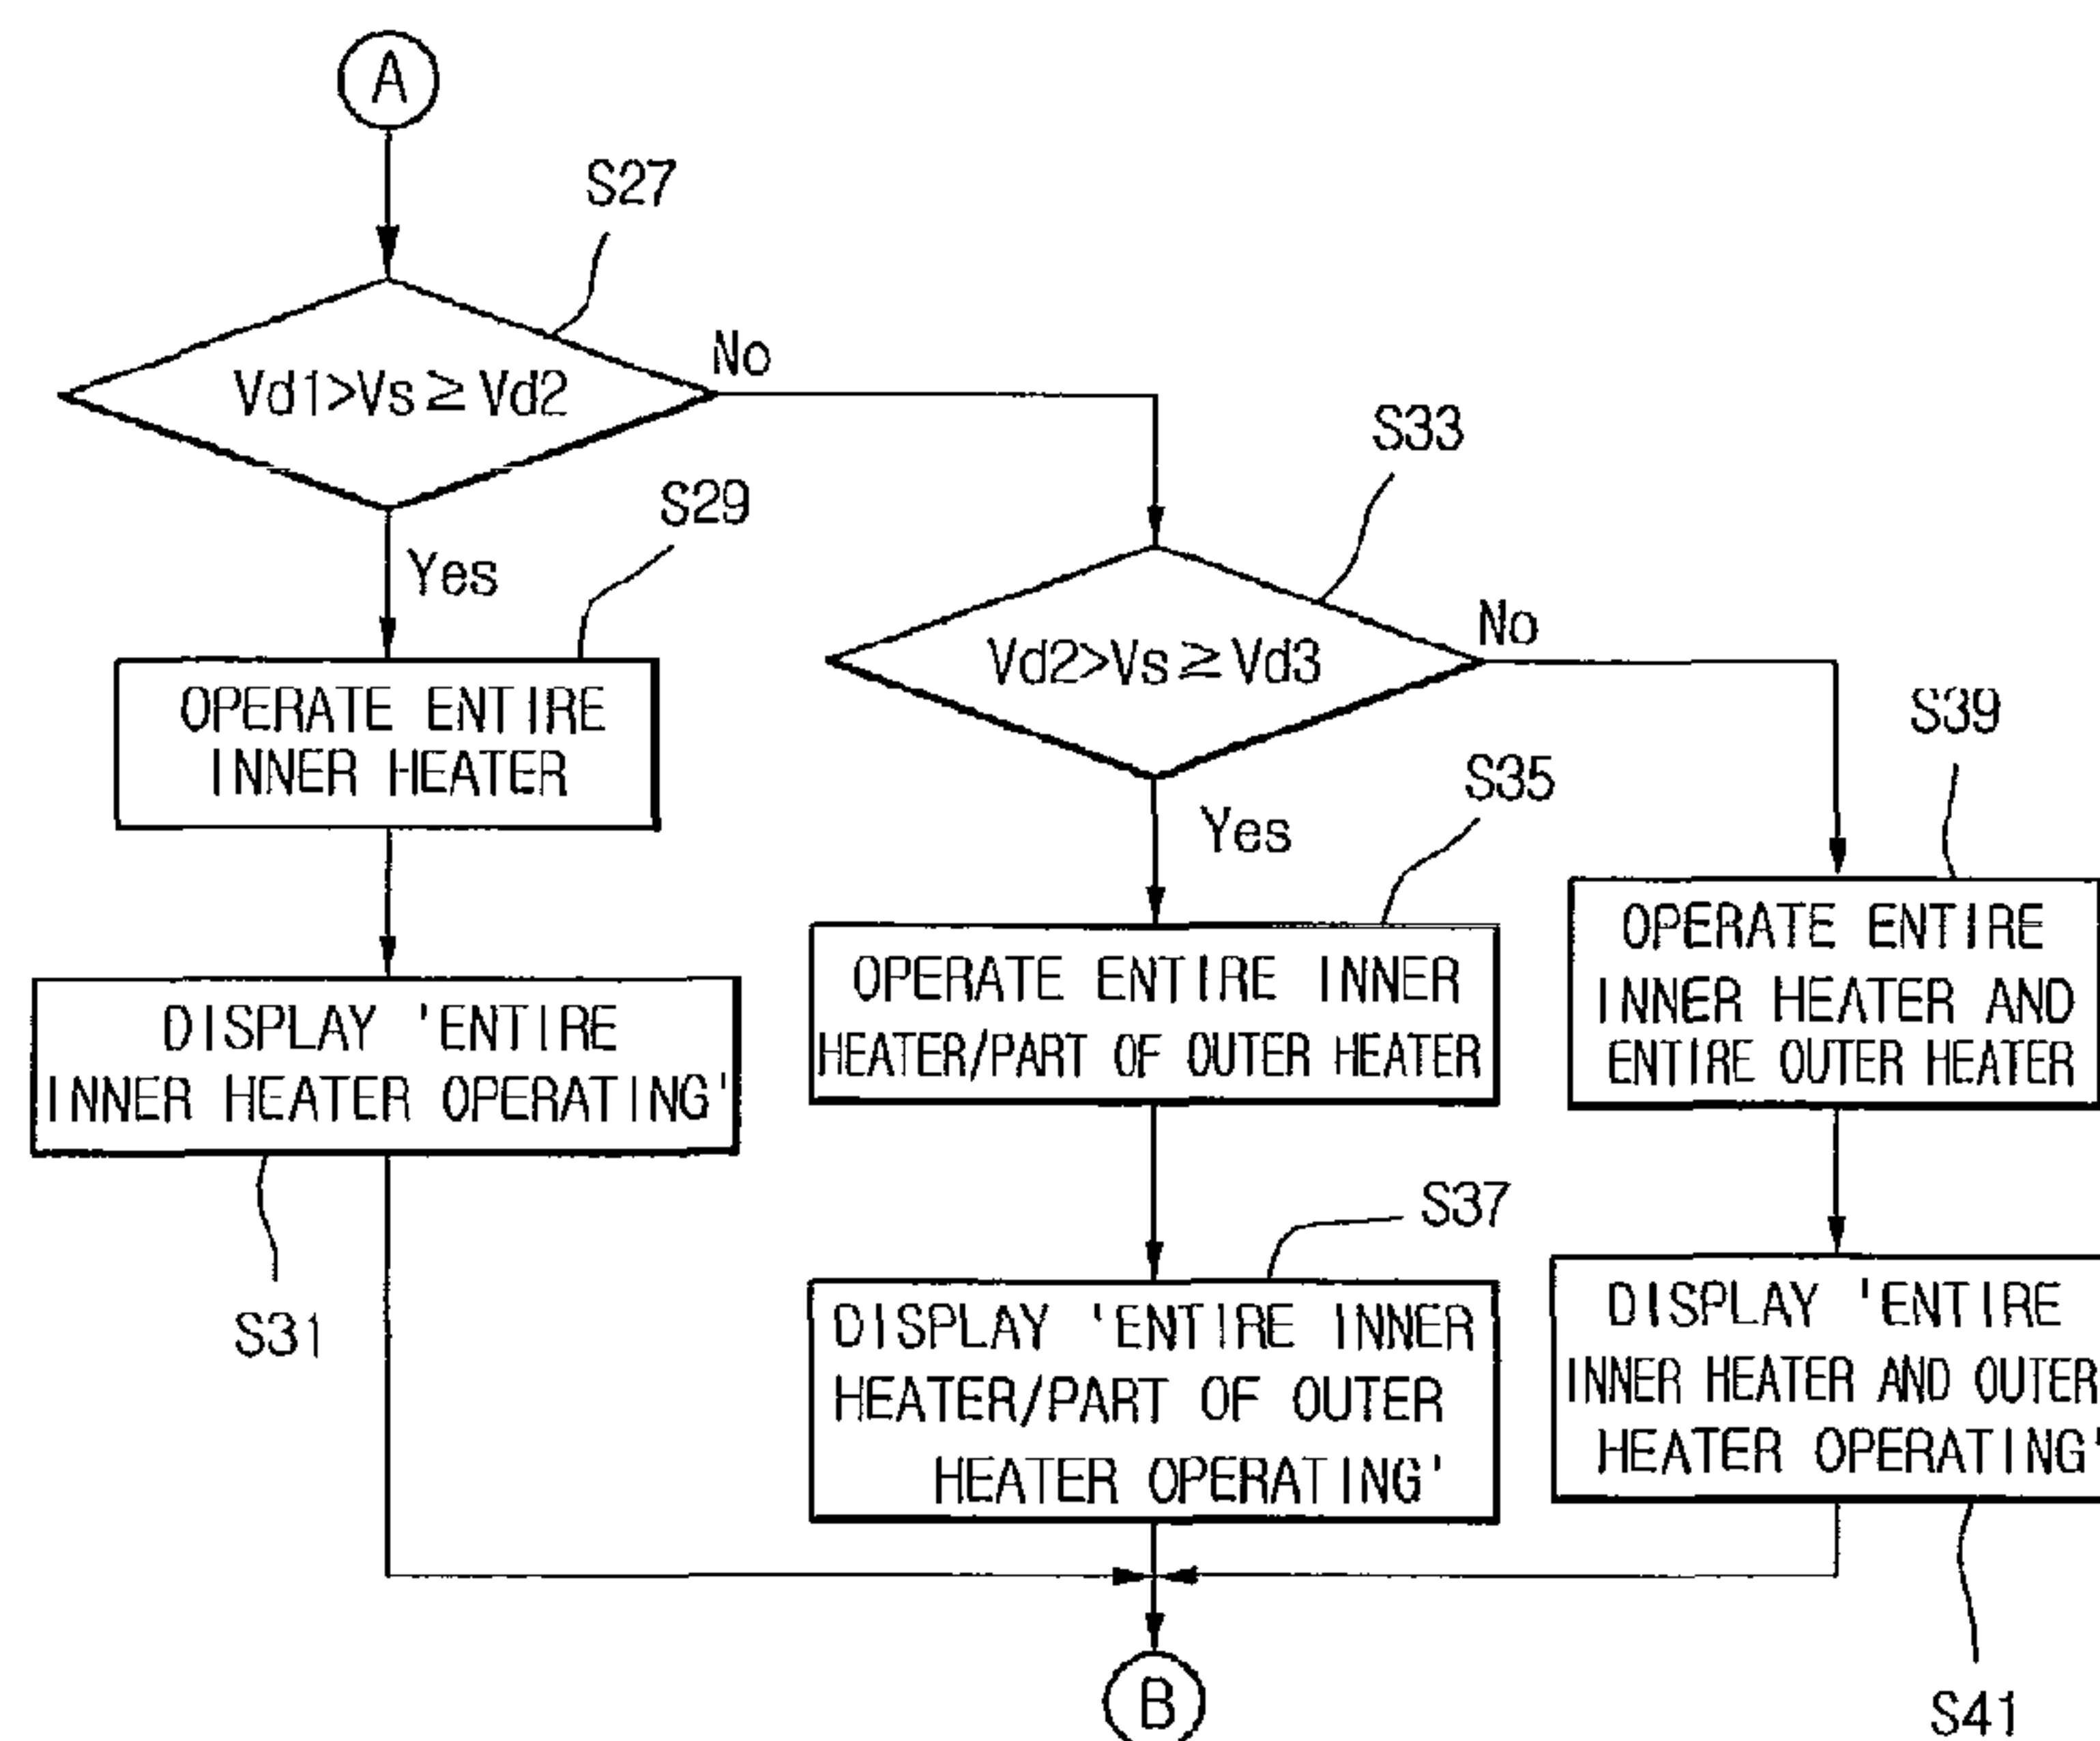 A
S27
Vd1>Vs≥Vd2
No
Yes
S29
OPERATE ENTIRE
INNER HEATER
DISPLAY 'ENTIRE
INNER HEATER OPERATING'
S31
S33
Vd2>Vs≥Vd3
No
Yes
S35
OPERATE ENTIRE INNER
HEATER/PART OF OUTER HEATER
S37
DISPLAY 'ENTIRE INNER
HEATER/PART OF OUTER
HEATER OPERATING'
S39
OPERATE ENTIRE
INNER HEATER AND
ENTIRE OUTER HEATER
DISPLAY 'ENTIRE
INNER HEATER AND OUTER
HEATER OPERATING'
S41
B